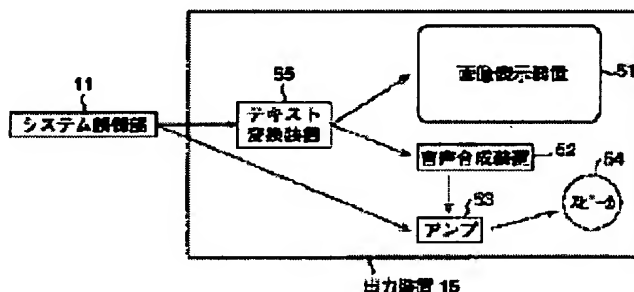 11
システム制御部
55
テキスト
変換装置
画像表示装置
51
音声合成装置
52
53
アンプ
54
スピーカ
出力装置 15